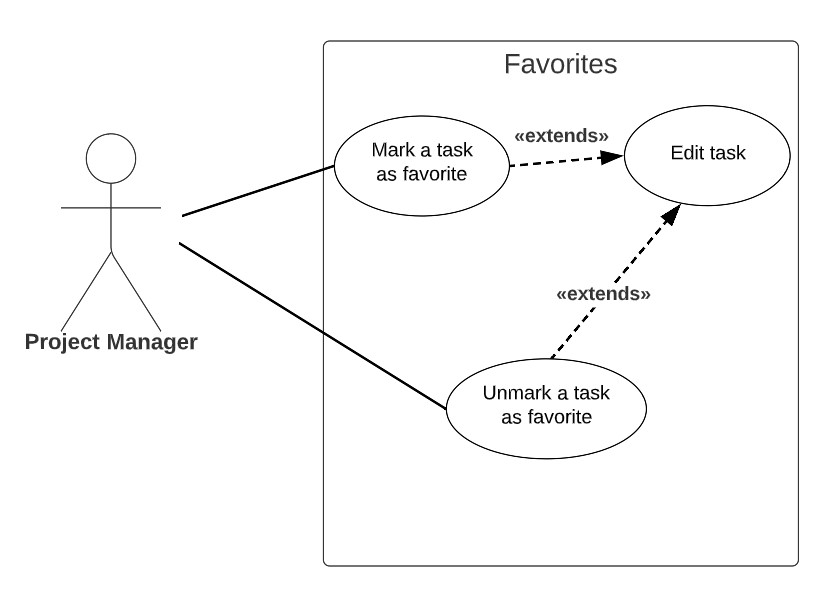 Favorites
Mark a task
as favorite
«extends»
Edit task
«extends»
Project Manager
Unmark a task
as favorite